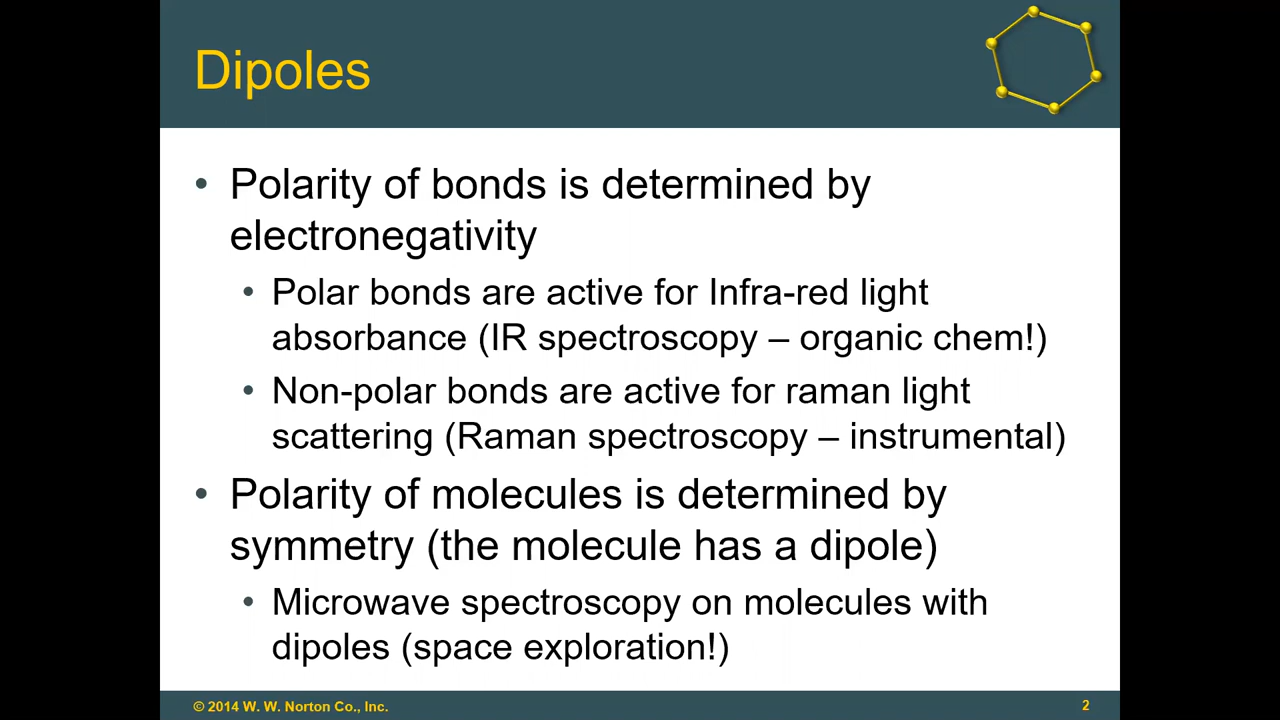 Dipoles
• Polarity of bonds is determined by
electronegativity
• Polar bonds are active for Infra-red light
absorbance (IR spectroscopy – organic chem!)
• Non-polar bonds are active for raman light
scattering (Raman spectroscopy – instrumental)
• Polarity of molecules is determined by
symmetry (the molecule has a dipole)
• Microwave spectroscopy on molecules with
dipoles (space exploration!)
© 2014 W. W. Norton Co., Inc.
2